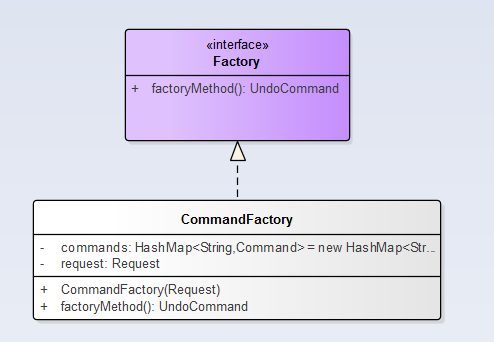 «interface»
Factory
+ factoryMethod(): UndoCommand
CommandFactory
- commands: HashMap<String,Command> = new HashMap<Str...
- request: Request
+ CommandFactory(Request)
+ factoryMethod(): UndoCommand